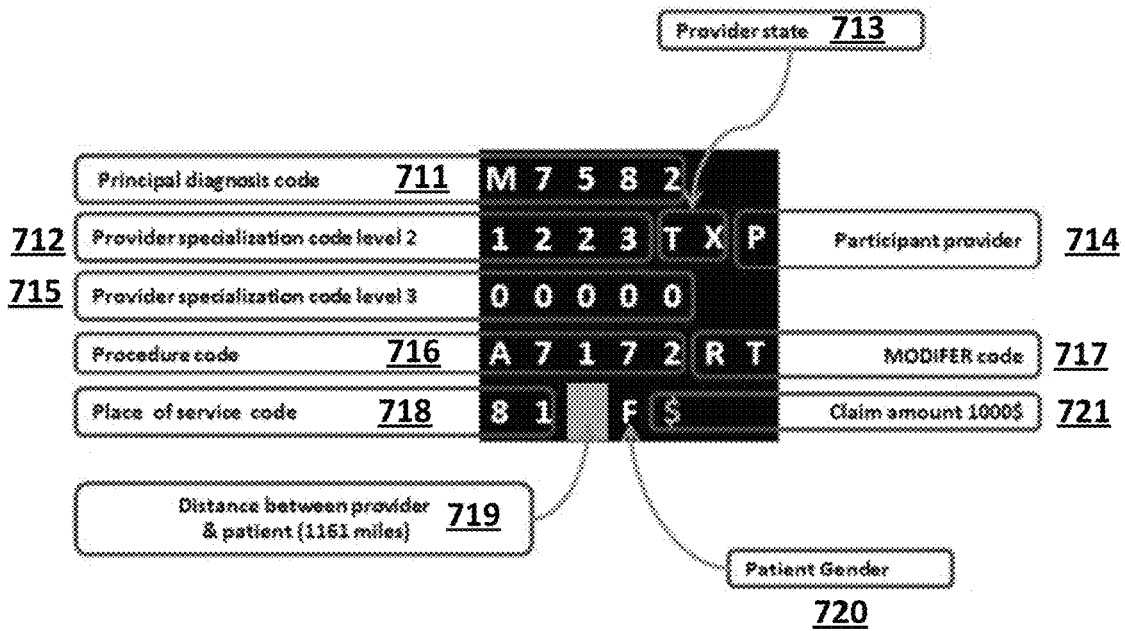 Provider state 713
Principal diagnosis code 711 M 7 5 8 2
712 Provider specialization code level 2 1 2 2 3 T X P Participant provider 714
715 Provider specialization code level 3 0 0 0 0 0
Procedure code 716 A 7 1 7 2 R T MODIFER code 717
Place of service code 718 8 1 F $ Claim amount 1000$ 721
Distance between provider 719
& patient (1161 miles)
Patient Gender
720